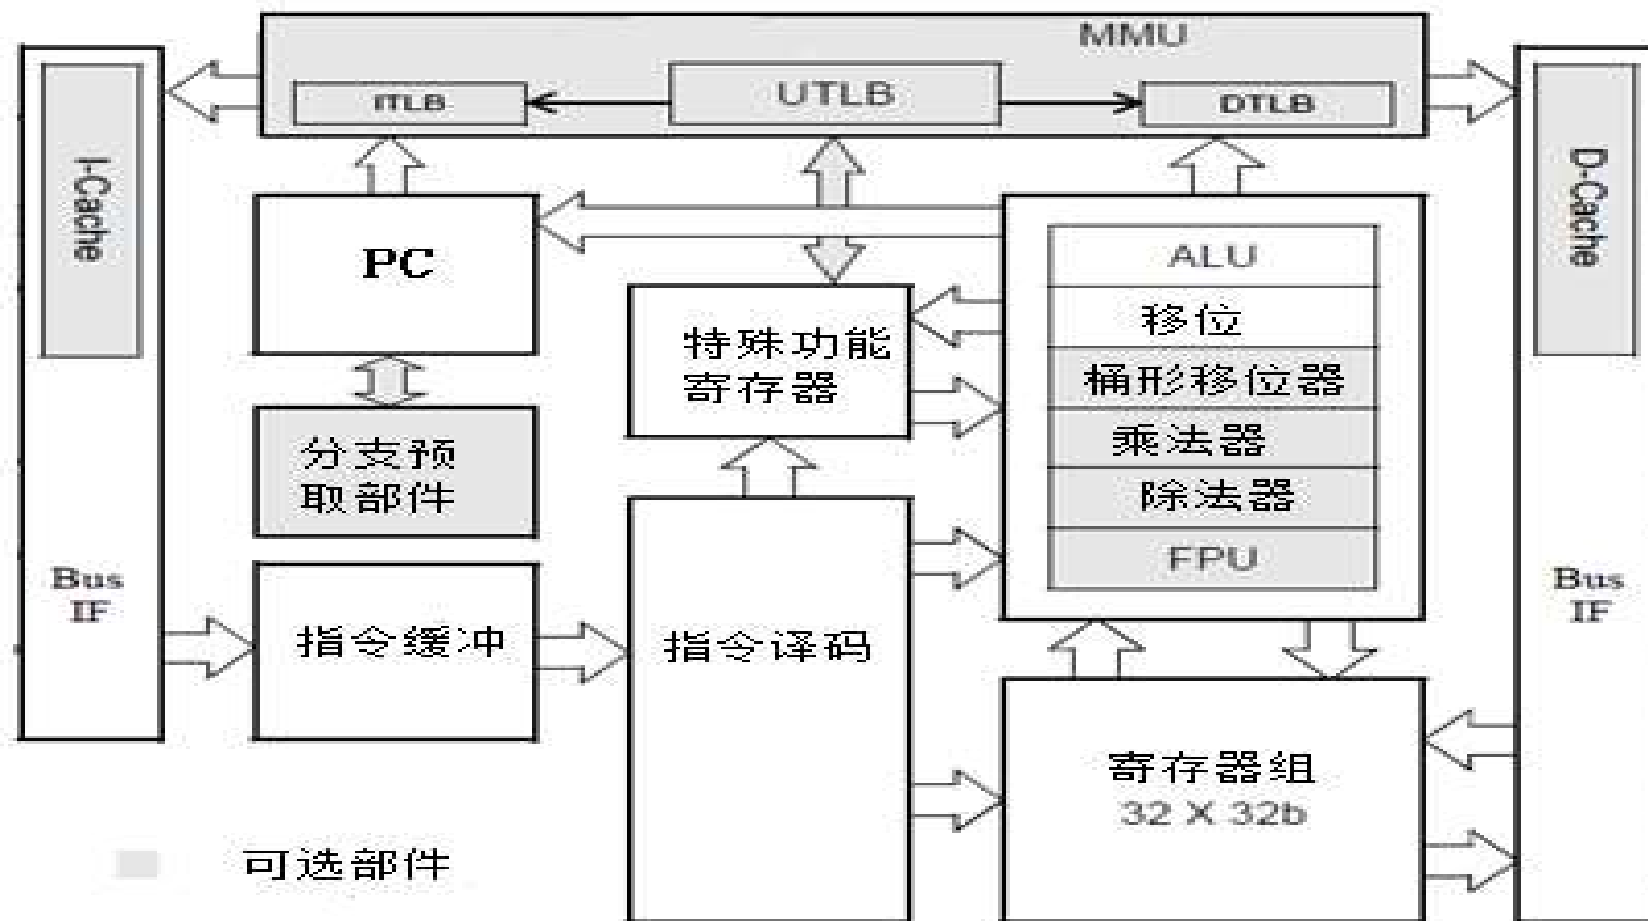 MMU
ITLB
UTLB
DTLB
I-Cache
D-Cache
PC
ALU
移位
特殊功能
寄存器
桶形移位器
乘法器
分支预
取部件
除法器
FPU
Bus
IF
Bus
IF
指令缓冲
指令译码
寄存器组
32 X 32b
可选部件